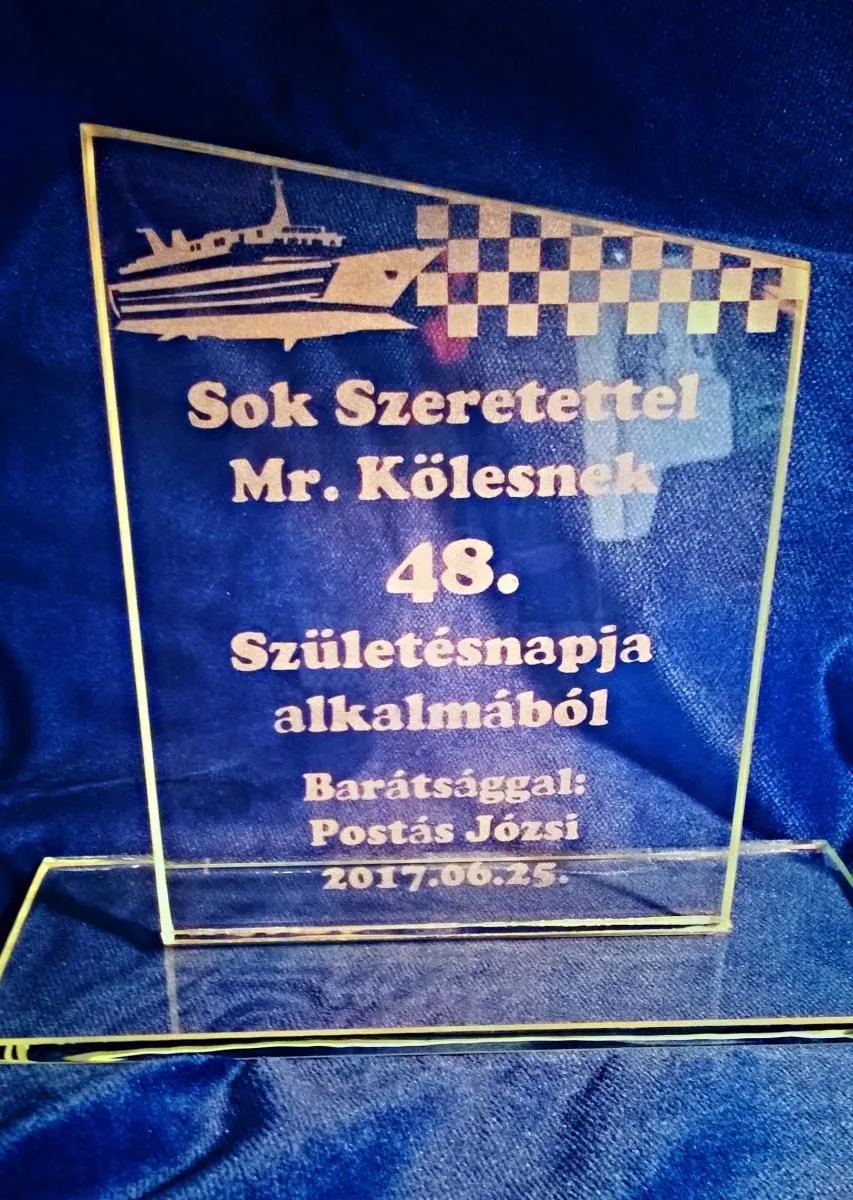 Sok Szeretettel
Mr. Kölesnek
48.
Születésnapja
alkalmából
Barátsággal:
Postás Józsi
2017.06.25.